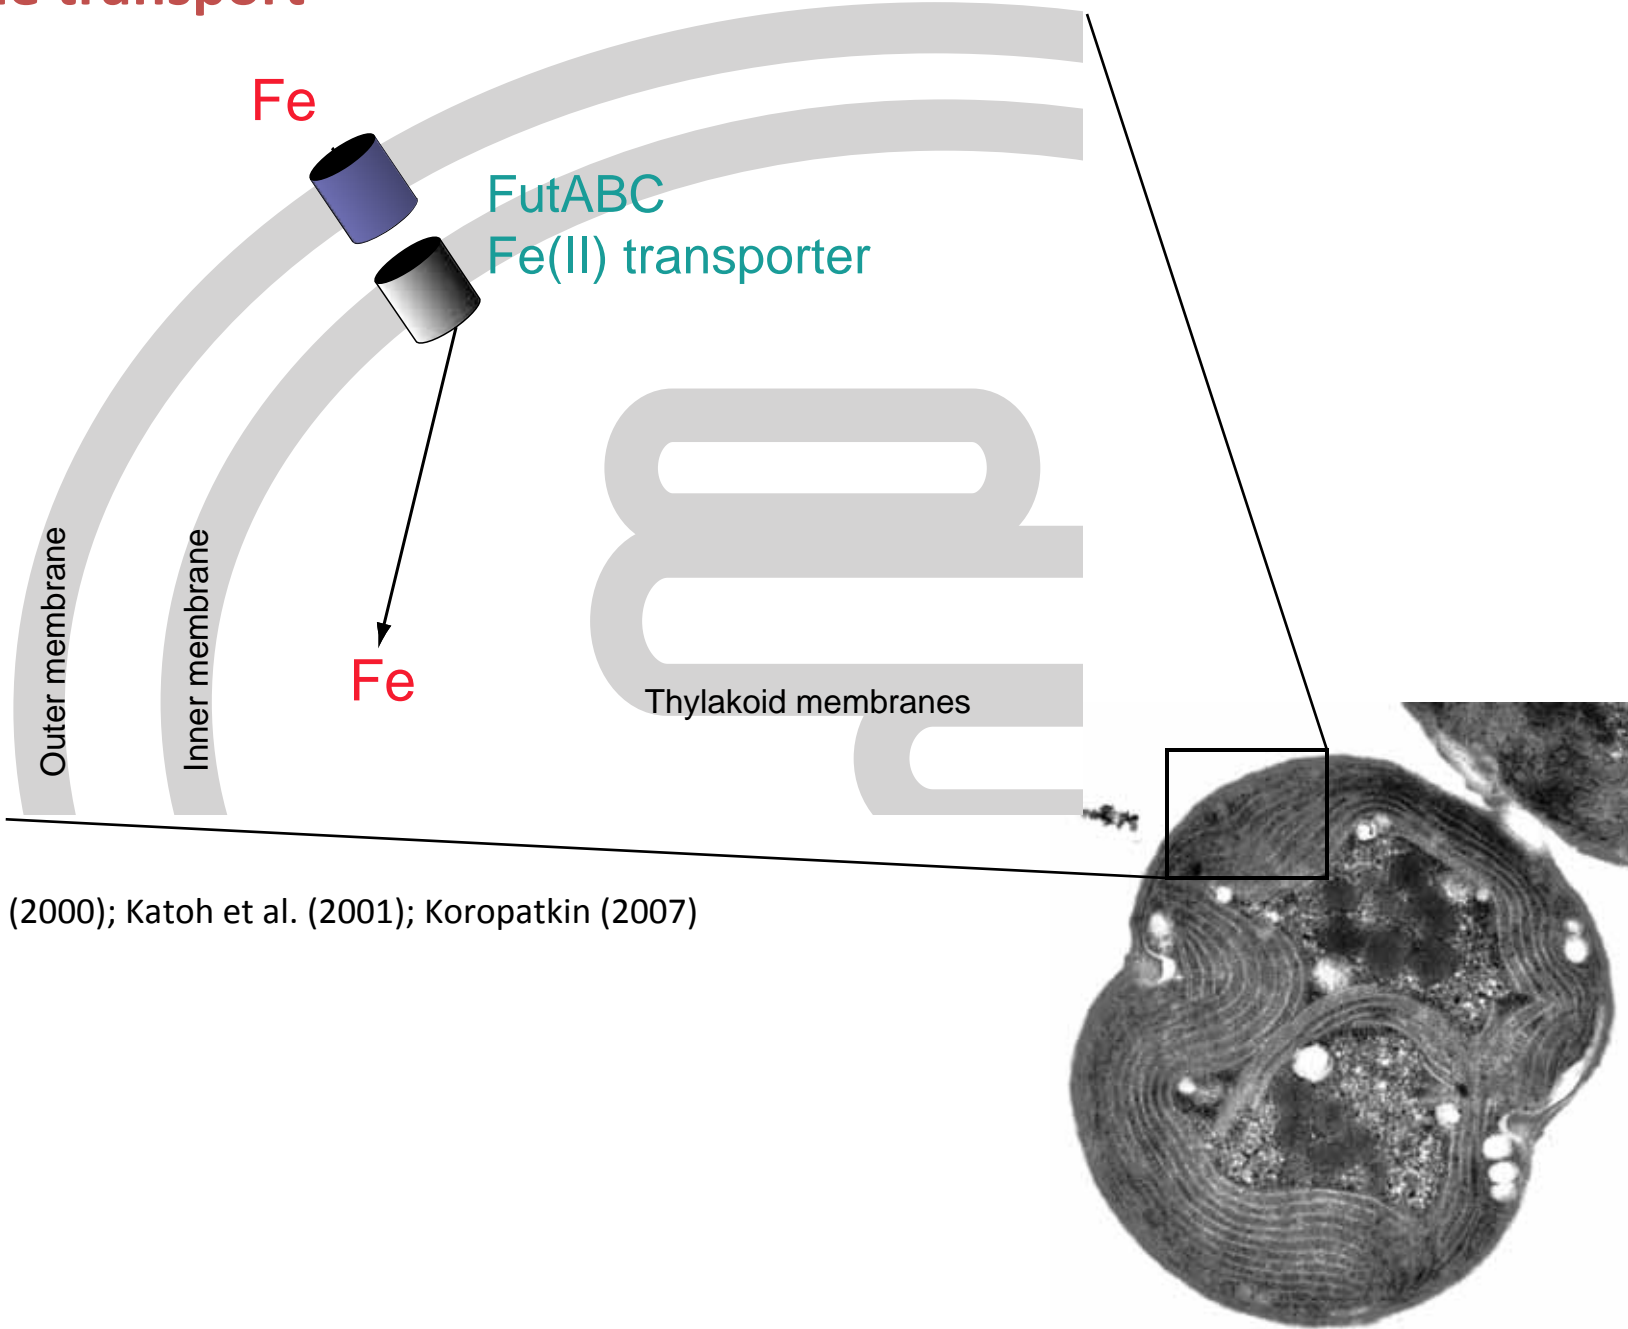 transport
Fe
FutABC
Fe(II) transporter
Outer membrane
Inner membrane
Fe
Thylakoid membranes
(2000); Katoh et al. (2001); Koropatkin (2007)